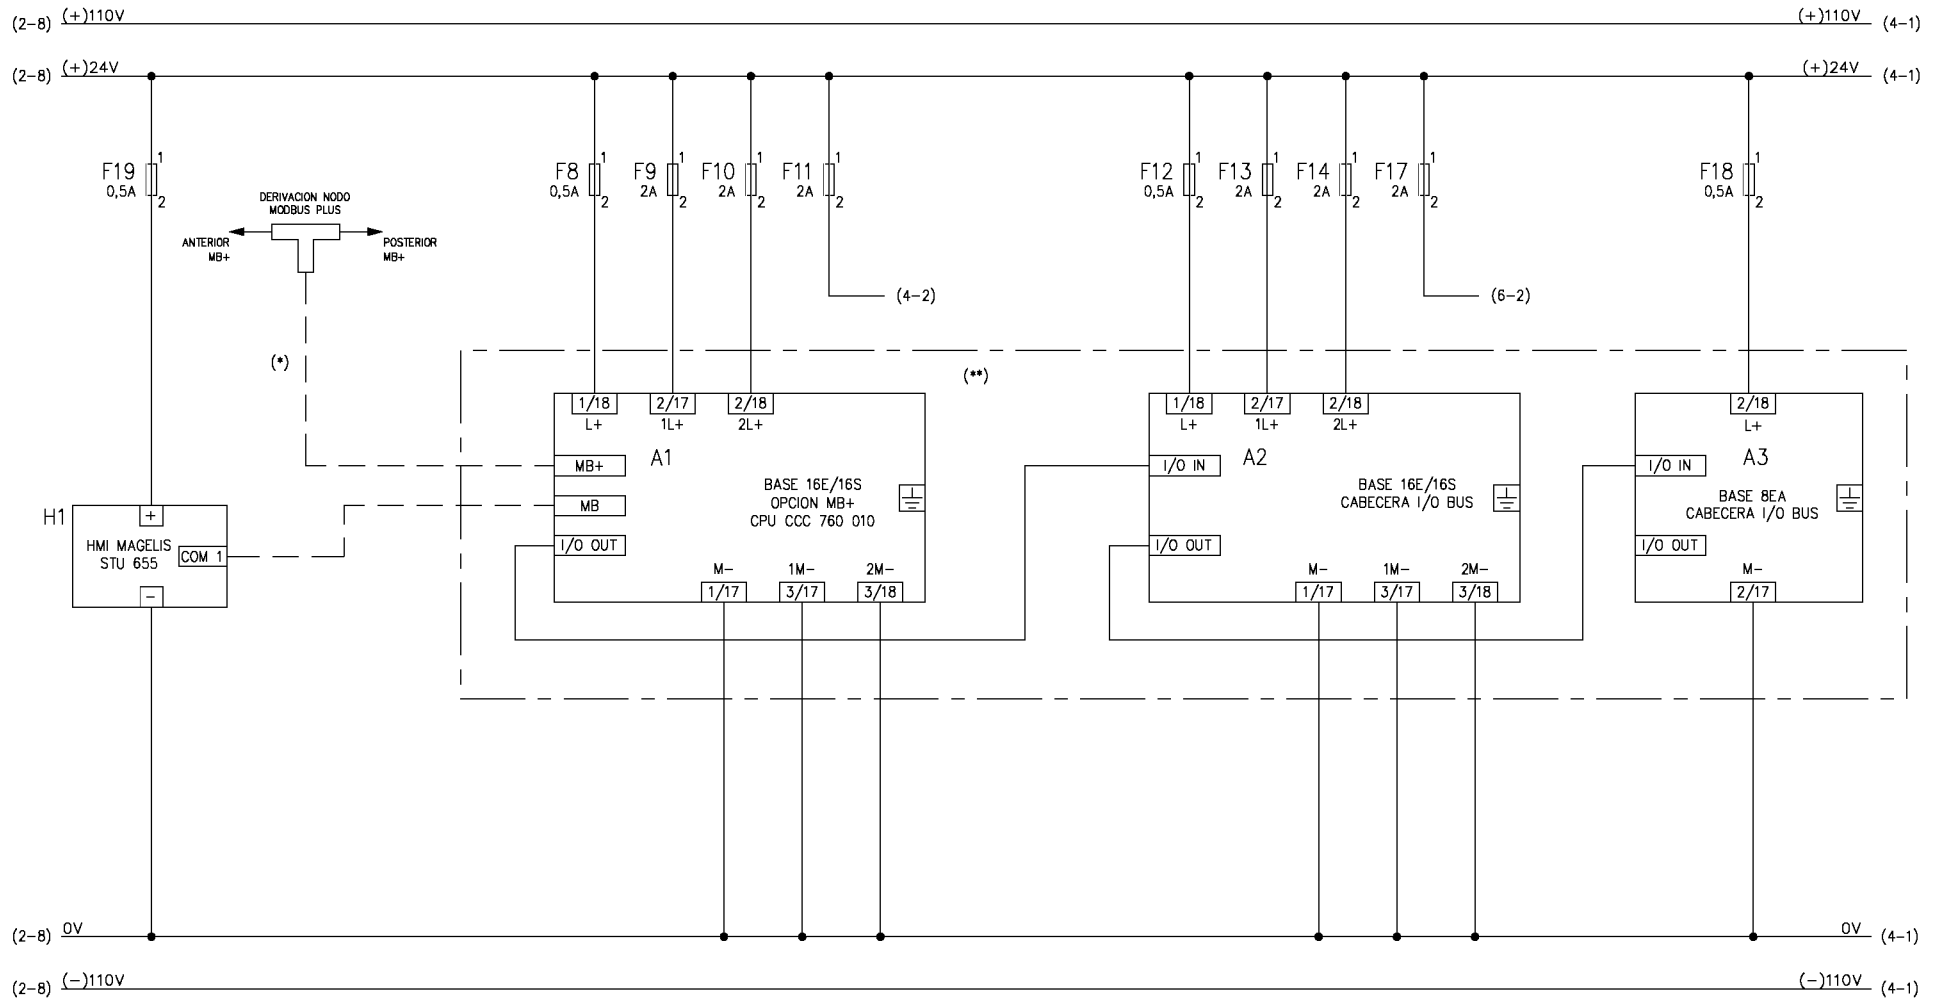 (2-8) (+)110V (+)110V (4-1)
(2-8) (+)24V (+)24V (4-1)
F19 0,5A 1 2
F8 0,5A 1 2
F9 2A 1 2
F10 2A 1 2
F11 2A 1 2
F12 0,5A 1 2
F13 2A 1 2
F14 2A 1 2
F17 2A 1 2
F18 0,5A 1 2
DERIVACION NODO
MODBUS PLUS
ANTERIOR
MB+
POSTERIOR
MB+
(4-2)
(6-2)
(*)
(**)
1/18 2/17 2/18
L+ 1L+ 2L+
MB+ A1
MB
I/O OUT
BASE 16E/16S
OPCION MB+
CPU CCC 760 010
M- 1M- 2M-
1/17 3/17 3/18
1/18 2/17 2/18
L+ 1L+ 2L+
I/O IN A2
BASE 16E/16S
CABECERA I/O BUS
I/O OUT
M- 1M- 2M-
1/17 3/17 3/18
2/18
L+
I/O IN A3
BASE 8EA
CABECERA I/O BUS
I/O OUT
M-
2/17
H1
+
HMI MAGELIS
STU 655
COM 1
-
(2-8) 0V 0V (4-1)
(2-8) (-)110V (-)110V (4-1)